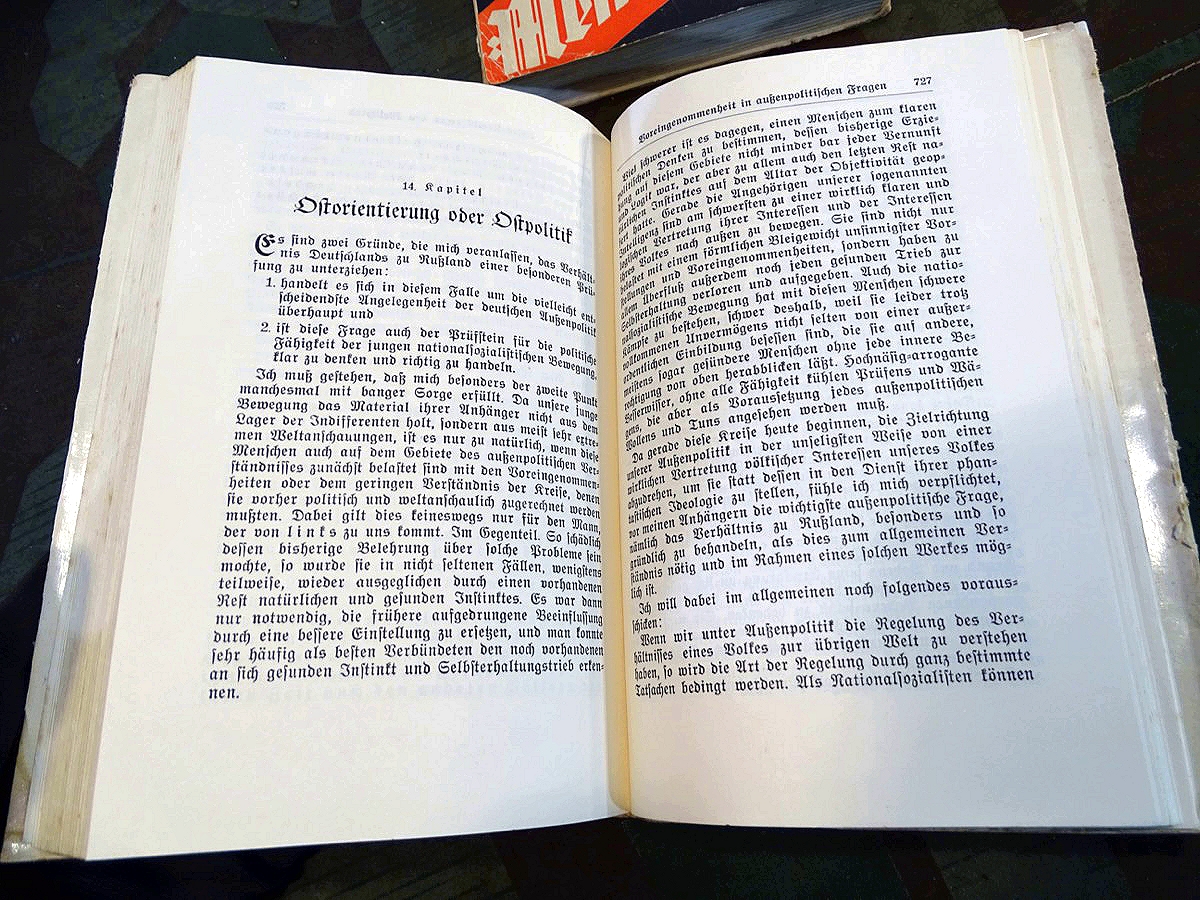 Men
14. Kapitel
Ostorientierung oder Ostpolitik
Es sind zwei Gründe, die mich veranlassen, das Verhält-
nis Deutschlands zu Rußland einer besonderen Prü-
fung zu unterziehen:
1. handelt es sich in diesem Falle um die vielleicht ent-
scheidendste Angelegenheit der deutschen Außenpolitik
überhaupt und
2. ist diese Frage auch der Prüfstein für die politische
Fähigkeit der jungen nationalsozialistischen Bewegung,
klar zu denken und richtig zu handeln.
Ich muß gestehen, daß mich besonders der zweite Punkt
manchesmal mit banger Sorge erfüllt. Da unsere junge
Bewegung das Material ihrer Anhänger nicht aus dem
Lager der Indifferenten holt, sondern aus meist sehr extre-
men Weltanschauungen, ist es nur zu natürlich, wenn diese
Menschen auch auf dem Gebiete des außenpolitischen Ver-
ständnisses zunächst belastet sind mit den Voreingenommen-
heiten oder dem geringen Verständnis der Kreise, denen
sie vorher politisch und weltanschaulich zugerechnet werden
mußten. Dabei gilt dies keineswegs nur für den Mann,
der von links zu uns kommt. Im Gegenteil. So schädlich
dessen bisherige Belehrung über solche Probleme sein
mochte, so wurde sie in nicht seltenen Fällen, wenigstens
teilweise, wieder ausgeglichen durch einen vorhandenen
Rest natürlichen und gesunden Instinktes. Es war dann
nur notwendig, die frühere aufgedrungene Beeinflussung
durch eine bessere Einstellung zu ersetzen, und man konnte
sehr häufig als besten Verbündeten den noch vorhandenen
an sich gesunden Instinkt und Selbsterhaltungstrieb erken-
nen.
Voreingenommenheit in außenpolitischen Fragen 727
Viel schwerer ist es dagegen, einen Menschen zum klaren
politischen Denken zu bestimmen, dessen bisherige Erzie-
hung auf diesem Gebiete nicht minder bar jeder Vernunft
und Logik war, der aber zu allem auch den letzten Rest na-
türlichen Instinktes auf dem Altar der Objektivität geop-
fert hatte. Gerade die Angehörigen unserer sogenannten
Intelligenz sind am schwersten zu einer wirklich klaren und
logischen Vertretung ihrer Interessen und der Interessen
ihres Volkes nach außen zu bewegen. Sie sind nicht nur
belastet mit einem förmlichen Bleigewicht unsinnigster Vor-
stellungen und Voreingenommenheiten, sondern haben zu
allem Überfluß außerdem noch jeden gesunden Trieb zur
Selbsterhaltung verloren und aufgegeben. Auch die natio-
nalsozialistische Bewegung hat mit diesen Menschen schwere
Kämpfe zu bestehen, schwer deshalb, weil sie leider trotz
vollkommenen Unvermögens nicht selten von einer außer-
ordentlichen Einbildung besessen sind, die sie auf andere,
meistens sogar gesündere Menschen ohne jede innere Be-
rechtigung von oben herabblicken läßt. Hochnäsig-arrogante
Besserwisser, ohne alle Fähigkeit kühlen Prüfens und Wä-
gens, die aber als Voraussetzung jedes außenpolitischen
Wollens und Tuns angesehen werden muß.
Da gerade diese Kreise heute beginnen, die Zielrichtung
unserer Außenpolitik in der unseligsten Weise von einer
wirklichen Vertretung völkischer Interessen unseres Volkes
abzudrehen, um sie statt dessen in den Dienst ihrer phan-
tastischen Ideologie zu stellen, fühle ich mich verpflichtet,
vor meinen Anhängern die wichtigste außenpolitische Frage,
nämlich das Verhältnis zu Rußland, besonders und so
gründlich zu behandeln, als dies zum allgemeinen Ver-
ständnis nötig und im Rahmen eines solchen Werkes mög-
lich ist.
Ich will dabei im allgemeinen noch folgendes voraus-
schicken:
Wenn wir unter Außenpolitik die Regelung des Ver-
hältnisses eines Volkes zur übrigen Welt zu verstehen
haben, so wird die Art der Regelung durch ganz bestimmte
Tatsachen bedingt werden. Als Nationalsozialisten können